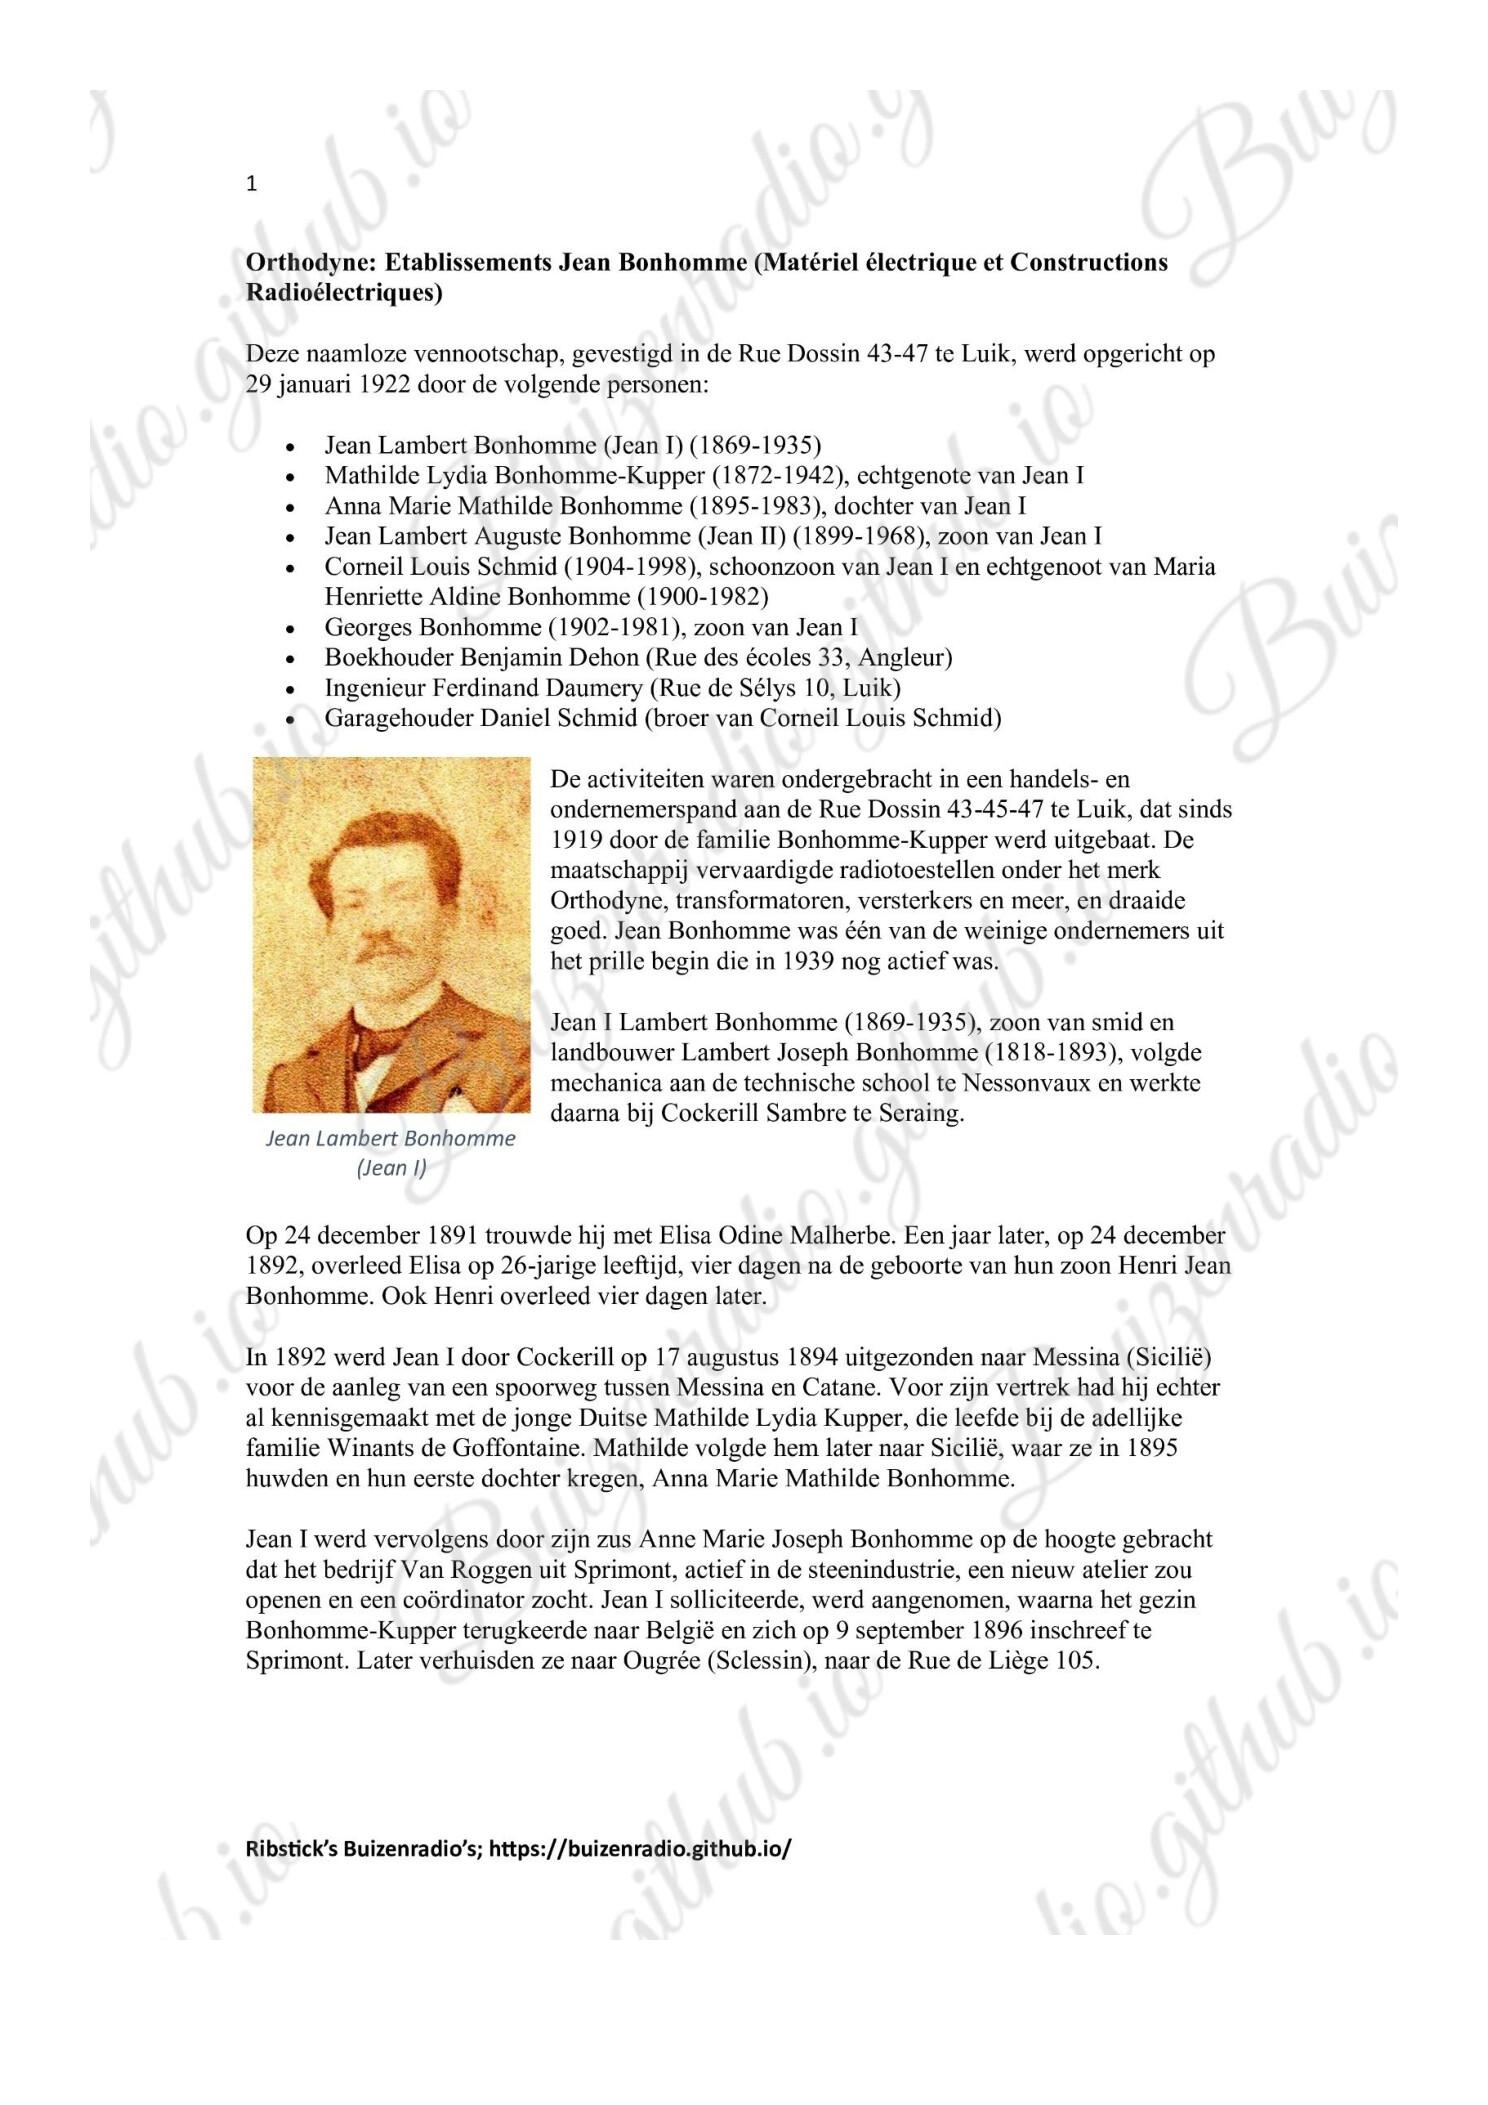 1
Orthodyne: Etablissements Jean Bonhomme (Matériel électrique et Constructions
Radioélectriques)
Deze naamloze vennootschap, gevestigd in de Rue Dossin 43-47 te Luik, werd opgericht op
29 januari 1922 door de volgende personen:
• Jean Lambert Bonhomme (Jean I) (1869-1935)
• Mathilde Lydia Bonhomme-Kupper (1872-1942), echtgenote van Jean I
• Anna Marie Mathilde Bonhomme (1895-1983), dochter van Jean I
• Jean Lambert Auguste Bonhomme (Jean II) (1899-1968), zoon van Jean I
• Corneil Louis Schmid (1904-1998), schoonzoon van Jean I en echtgenoot van Maria
Henriette Aldine Bonhomme (1900-1982)
• Georges Bonhomme (1902-1981), zoon van Jean I
• Boekhouder Benjamin Dehon (Rue des écoles 33, Angleur)
• Ingenieur Ferdinand Daumery (Rue de Sélys 10, Luik)
• Garagehouder Daniel Schmid (broer van Corneil Louis Schmid)
De activiteiten waren ondergebracht in een handels- en
ondernemerspand aan de Rue Dossin 43-45-47 te Luik, dat sinds
1919 door de familie Bonhomme-Kupper werd uitgebaat. De
maatschappij vervaardigde radiotoestellen onder het merk
Orthodyne, transformatoren, versterkers en meer, en draaide
goed. Jean Bonhomme was één van de weinige ondernemers uit
het prille begin die in 1939 nog actief was.
Jean I Lambert Bonhomme (1869-1935), zoon van smid en
landbouwer Lambert Joseph Bonhomme (1818-1893), volgde
mechanica aan de technische school te Nessonvaux en werkte
daarna bij Cockerill Sambre te Seraing.
Jean Lambert Bonhomme
(Jean I)
Op 24 december 1891 trouwde hij met Elisa Odine Malherbe. Een jaar later, op 24 december
1892, overleed Elisa op 26-jarige leeftijd, vier dagen na de geboorte van hun zoon Henri Jean
Bonhomme. Ook Henri overleed vier dagen later.
In 1892 werd Jean I door Cockerill op 17 augustus 1894 uitgezonden naar Messina (Sicilië)
voor de aanleg van een spoorweg tussen Messina en Catane. Voor zijn vertrek had hij echter
al kennisgemaakt met de jonge Duitse Mathilde Lydia Kupper, die leefde bij de adellijke
familie Winants de Goffontaine. Mathilde volgde hem later naar Sicilië, waar ze in 1895
huwden en hun eerste dochter kregen, Anna Marie Mathilde Bonhomme.
Jean I werd vervolgens door zijn zus Anne Marie Joseph Bonhomme op de hoogte gebracht
dat het bedrijf Van Roggen uit Sprimont, actief in de steenindustrie, een nieuw atelier zou
openen en een coördinator zocht. Jean I solliciteerde, werd aangenomen, waarna het gezin
Bonhomme-Kupper terugkeerde naar België en zich op 9 september 1896 inschreef te
Sprimont. Later verhuisden ze naar Ougrée (Sclessin), naar de Rue de Liège 105.
Ribstick’s Buizenradio’s; https://buizenradio.github.io/
Buizenradio.github.io